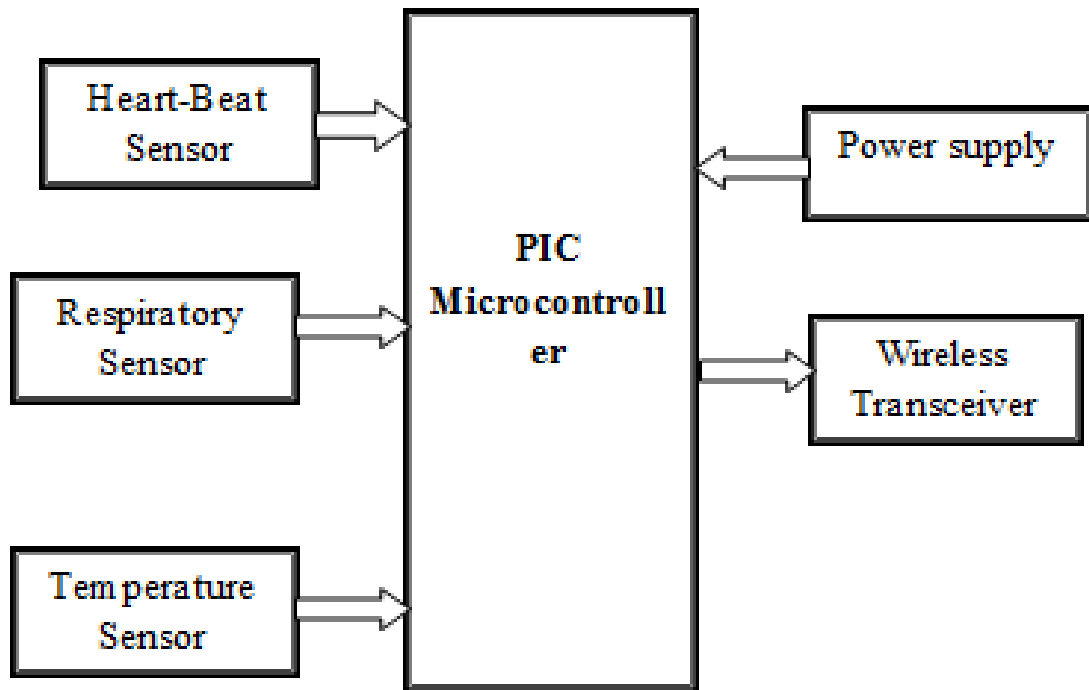 Heart-Beat
Sensor
Respiratory
Sensor
Temperature
Sensor
PIC
Microcontroll
er
Power supply
Wireless
Transceiver